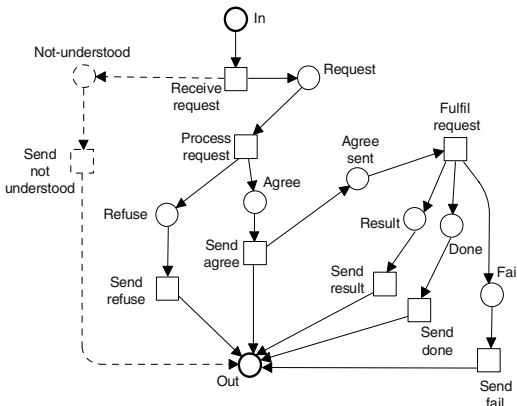 In
Not-understood
Request
Receive
request
Fulfil
request
Process
request
Agree
sent
Send
not
understood
Agree
Refuse
Result
Done
Send
agree
Send
result
Fai
Send
refuse
Send
done
Out
Send
fail